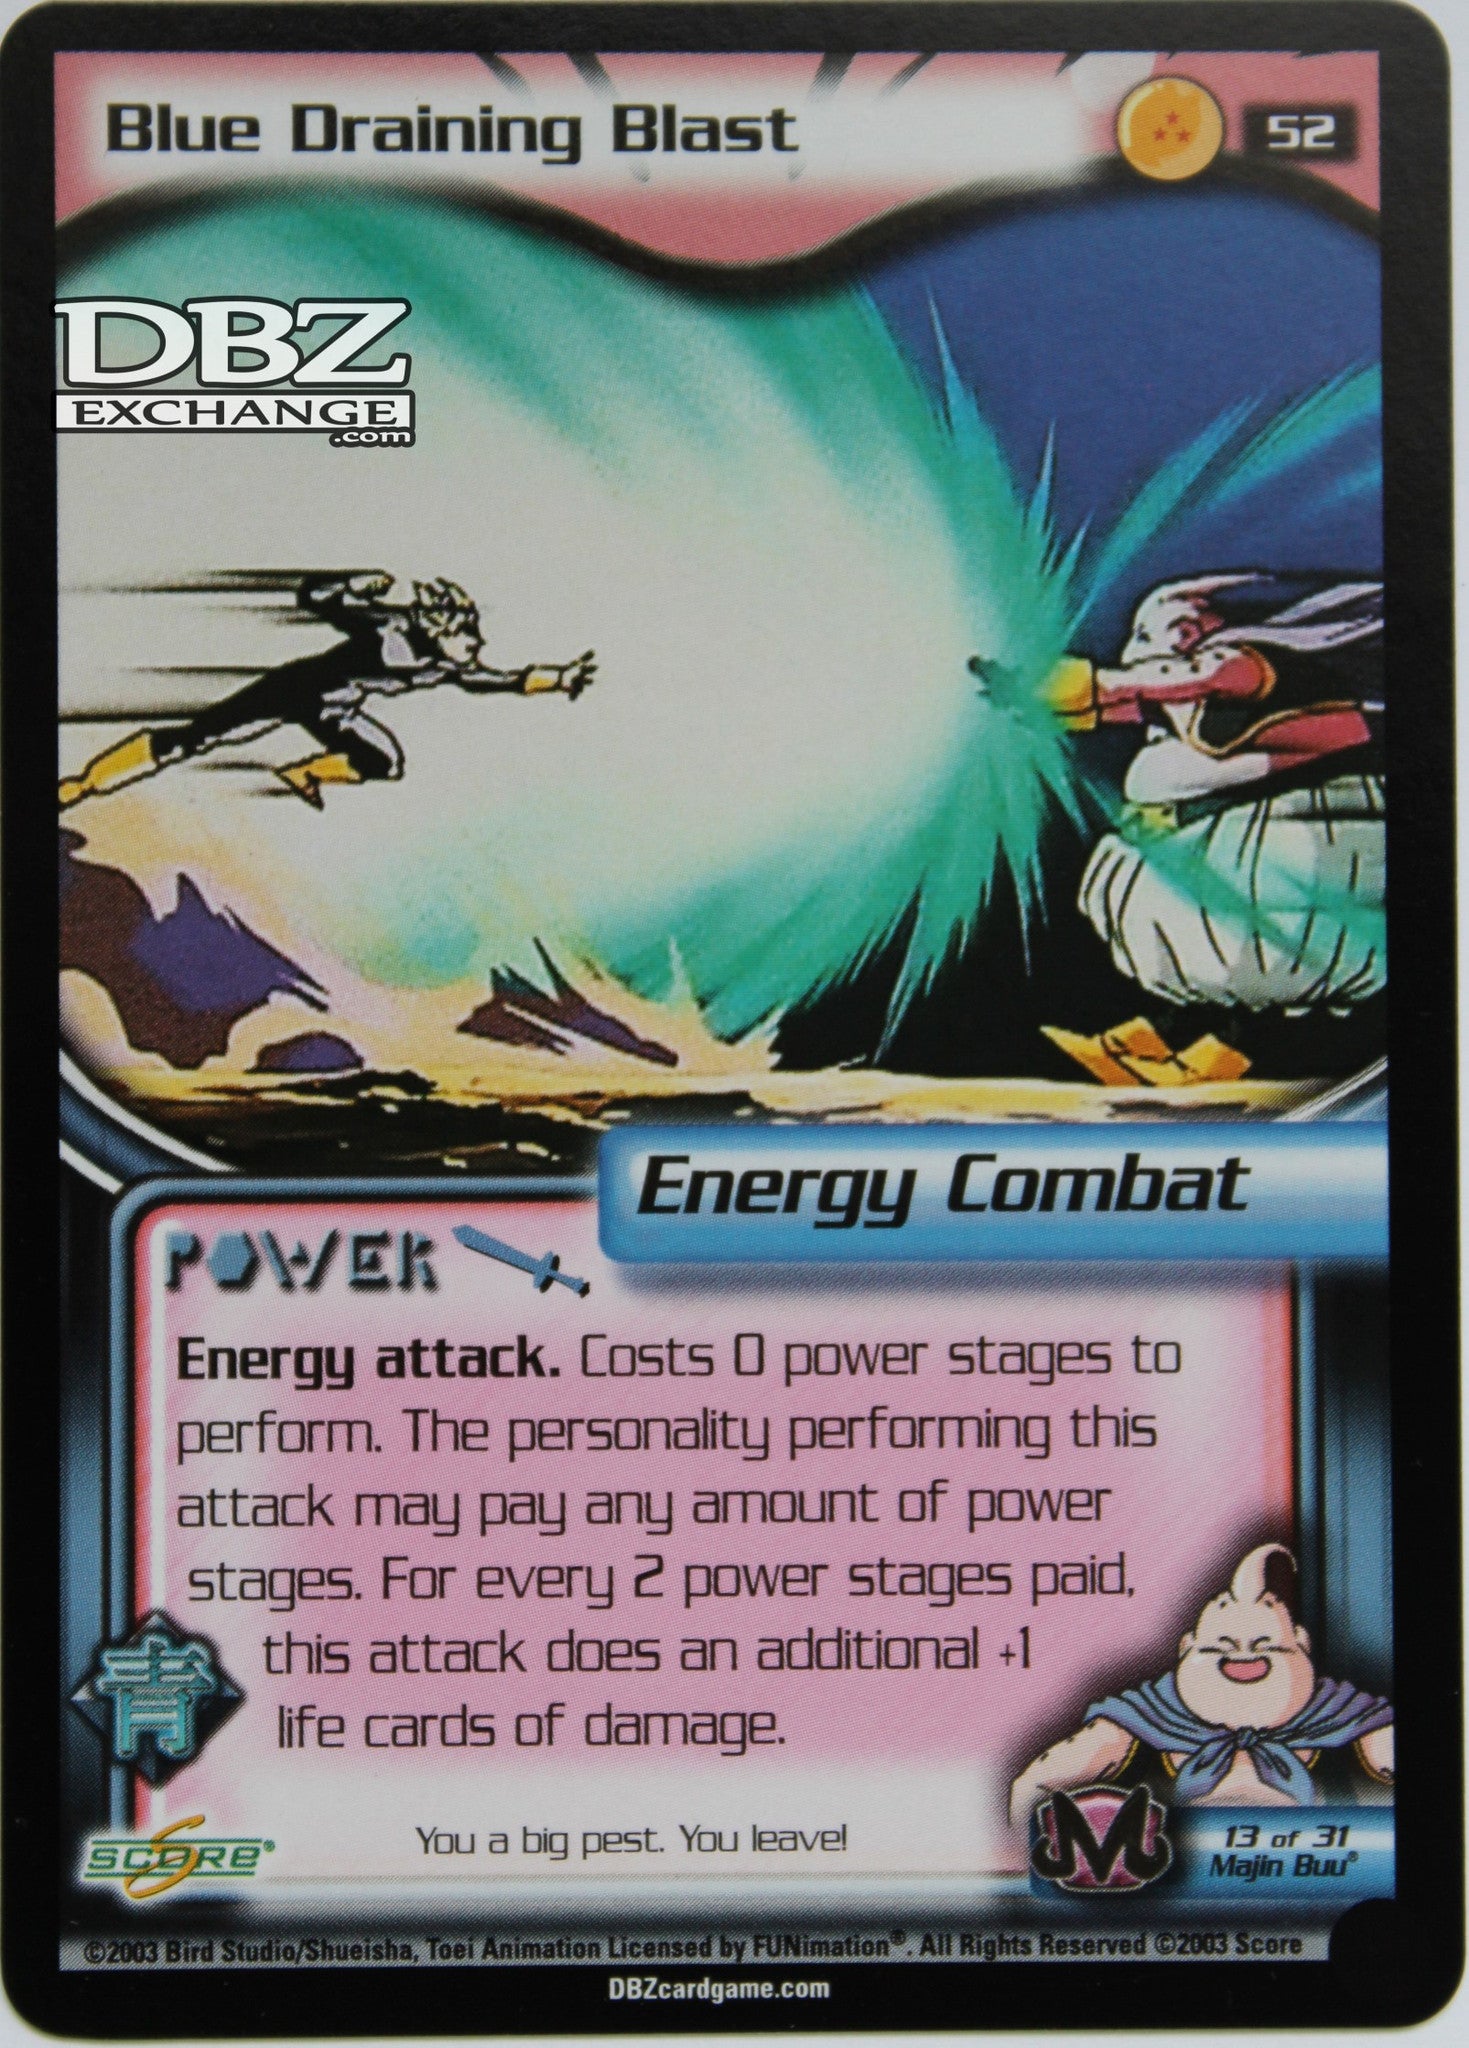 Blue Draining Blast
52
DBZ
EXCHANGE
.com
Energy Combat
POWER
Energy attack. Costs 0 power stages to
perform. The personality performing this
attack may pay any amount of power
stages. For every 2 power stages paid,
this attack does an additional +1
life cards of damage.
青
You a big pest. You leave!
SCORE®
M
13 of 31
Majin Buu®
©2003 Bird Studio/Shueisha, Toei Animation Licensed by FUNimation®. All Rights Reserved ©2003 Score
DBZcardgame.com